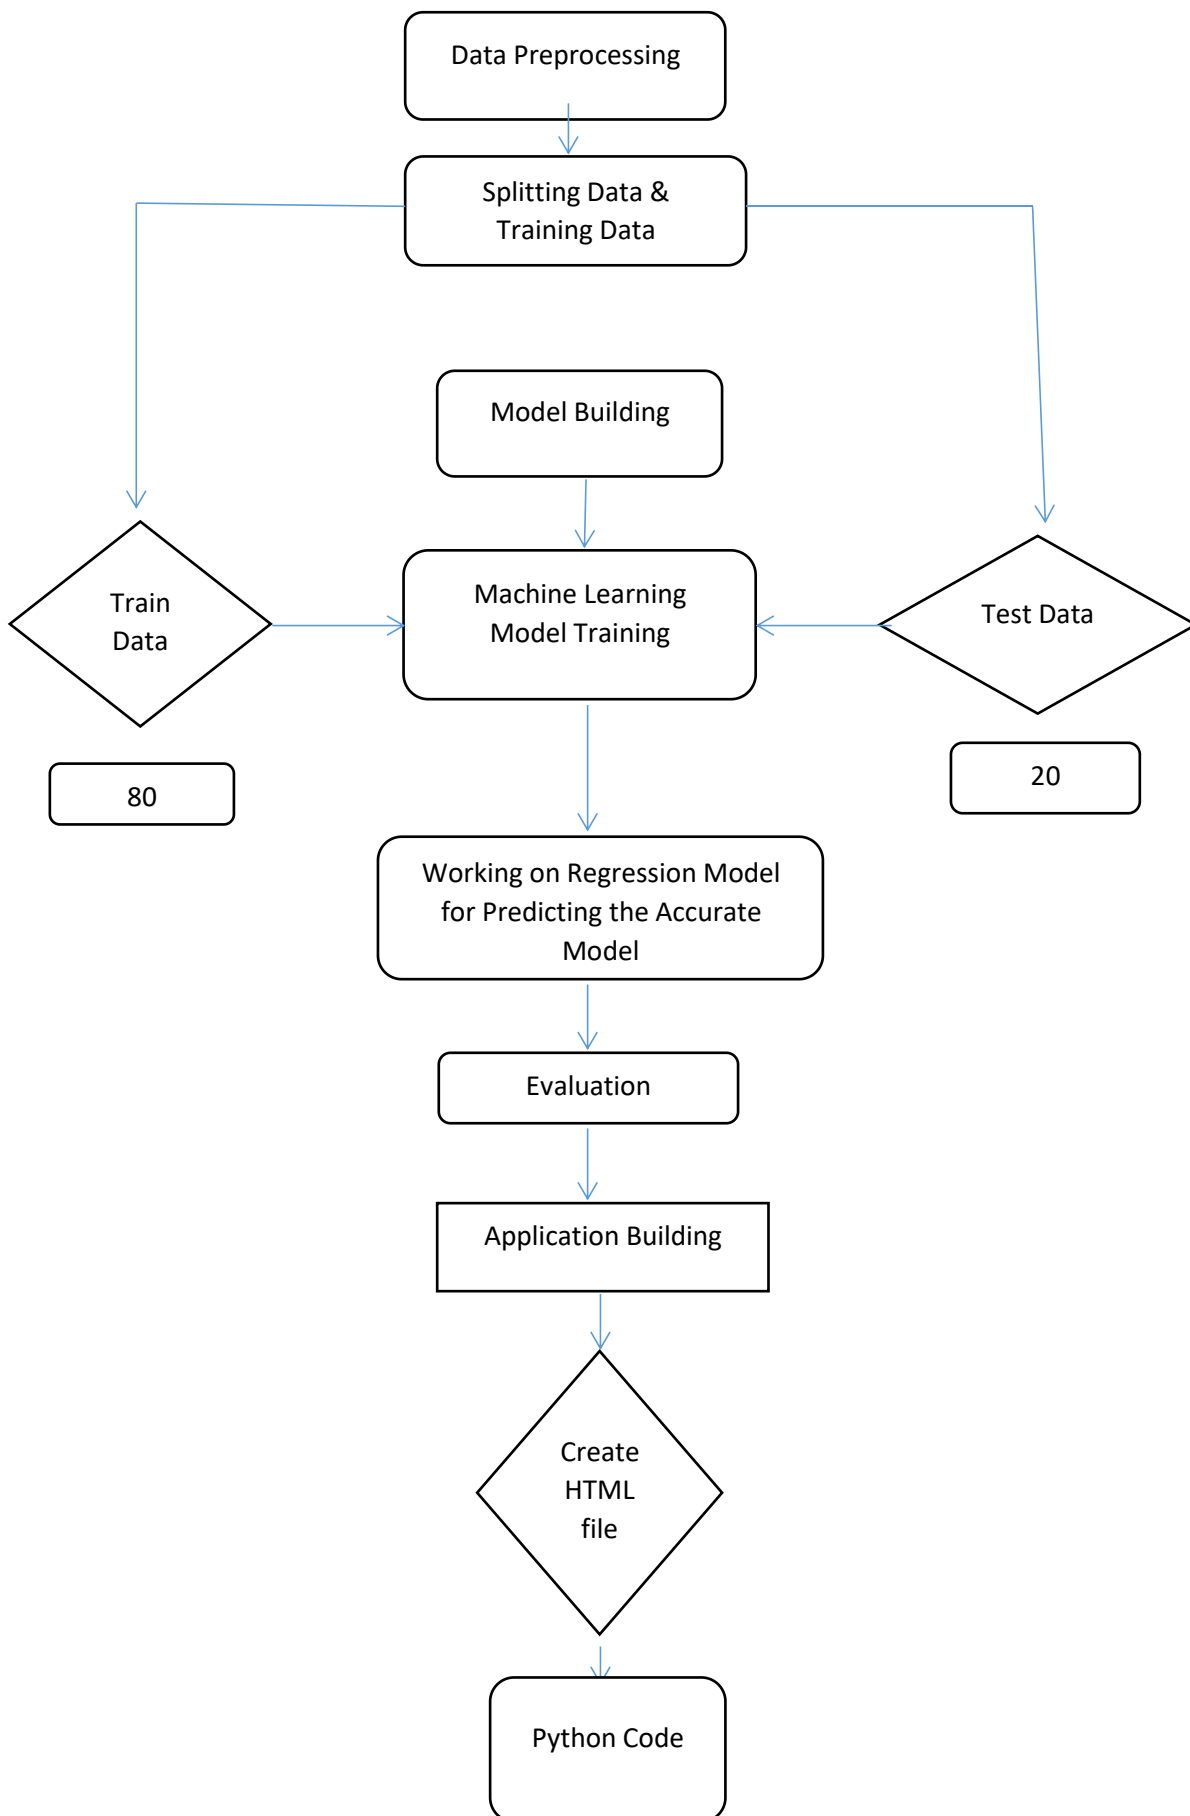 Data Preprocessing
Splitting Data &
Training Data
Model Building
Train
Data
Machine Learning
Model Training
Test Data
80
20
Working on Regression Model
for Predicting the Accurate
Model
Evaluation
Application Building
Create
HTML
file
Python Code